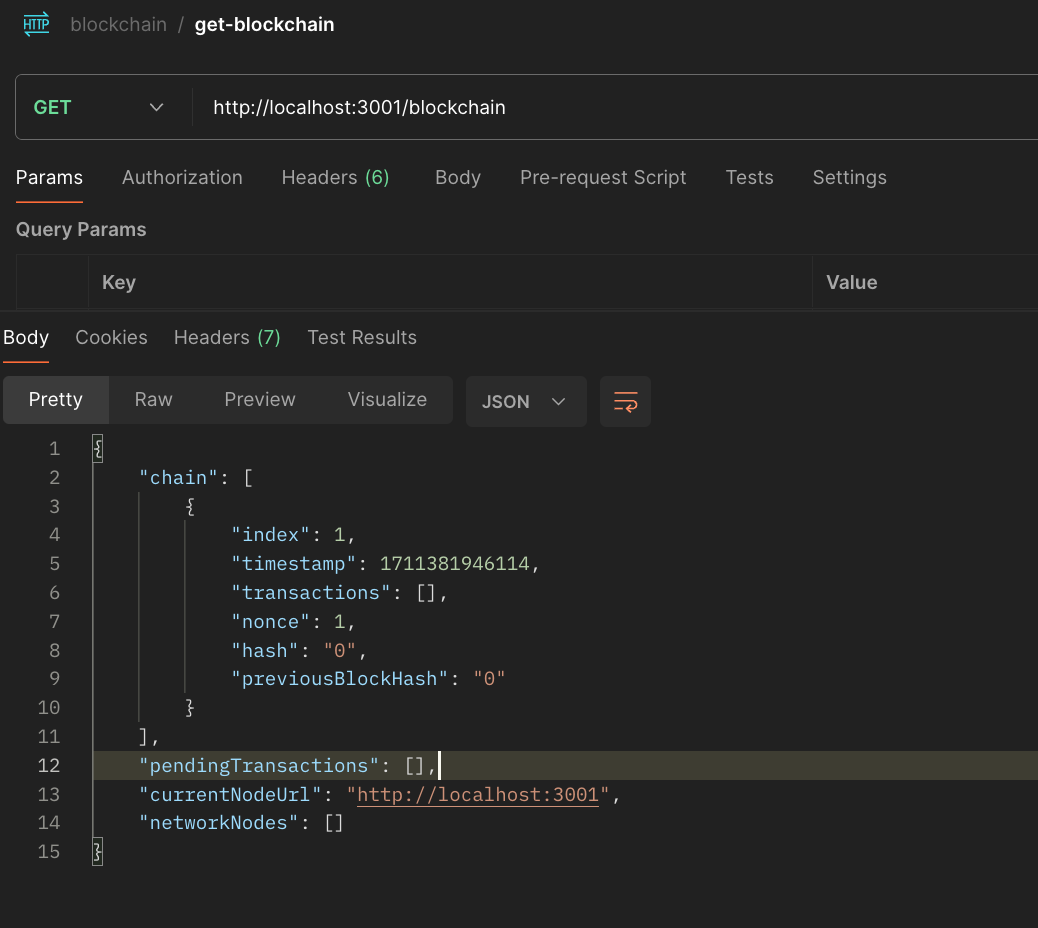 HTTP blockchain / get-blockchain
GET http://localhost:3001/blockchain
Params Authorization Headers (6) Body Pre-request Script Tests Settings
Query Params
Key Value
Body Cookies Headers (7) Test Results
Pretty Raw Preview Visualize JSON
1 {
2 "chain": [
3 {
4 "index": 1,
5 "timestamp": 1711381946114,
6 "transactions": [],
7 "nonce": 1,
8 "hash": "0",
9 "previousBlockHash": "0"
10 }
11 ],
12 "pendingTransactions": [],
13 "currentNodeUrl": "http://localhost:3001",
14 "networkNodes": []
15 }